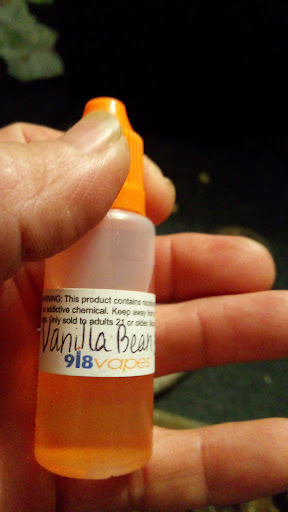 WARNING: This product contains
addictive chemical. Keep away
Only sold to adults 21 or older.
Vanilla Bean
918vapes